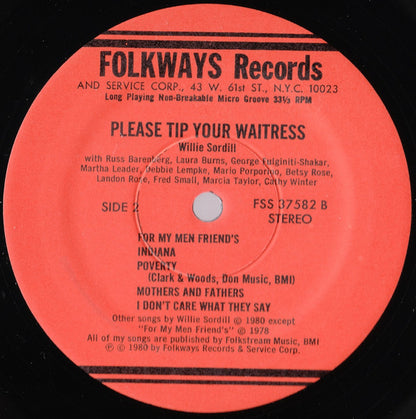 FOLKWAYS Records
AND SERVICE CORP., 43 W. 61st ST., N.Y.C. 10023
Long Playing Non-Breakable Micro Groove 33⅓ RPM
PLEASE TIP YOUR WAITRESS
Willie Sordill
with Russ Barenberg, Laura Burns, George Fulginiti-Shakar,
Martha Leader, Debbie Lempke, Mario Porporino, Betsy Rose,
Landon Rose, Fred Small, Marcia Taylor, Cathy Winter
SIDE 2
FSS 37582 B
STEREO
FOR MY MEN FRIEND'S
INDIANA
POVERTY
(Clark & Woods, Don Music, BMI)
MOTHERS AND FATHERS
I DON'T CARE WHAT THEY SAY
Other songs by Willie Sordill © 1980 except
"For My Men Friend's" © 1978
All of my songs are published by Folkstream Music, BMI
℗ © 1980 by Folkways Records & Service Corp.